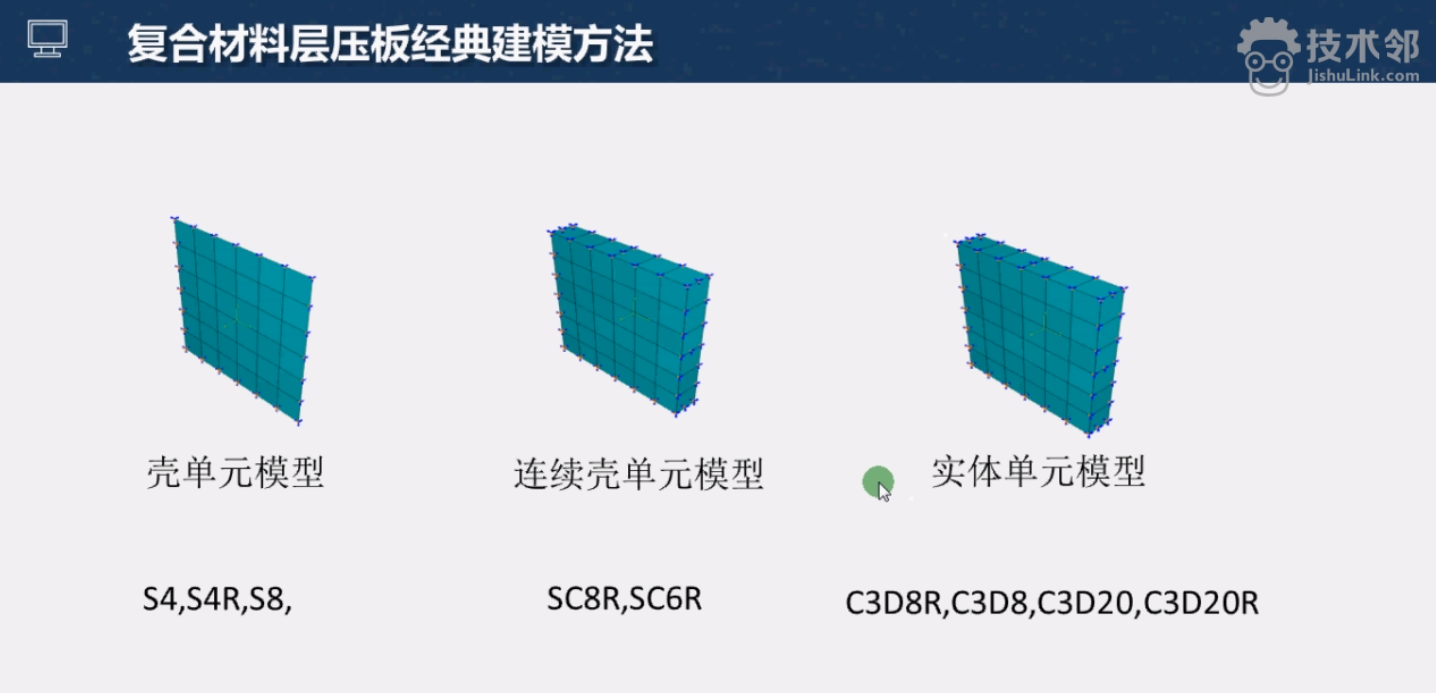 复合材料层压板经典建模方法
技术邻
JishuLink.com
壳单元模型
连续壳单元模型
实体单元模型
S4,S4R,S8,
SC8R,SC6R
C3D8R,C3D8,C3D20,C3D20R